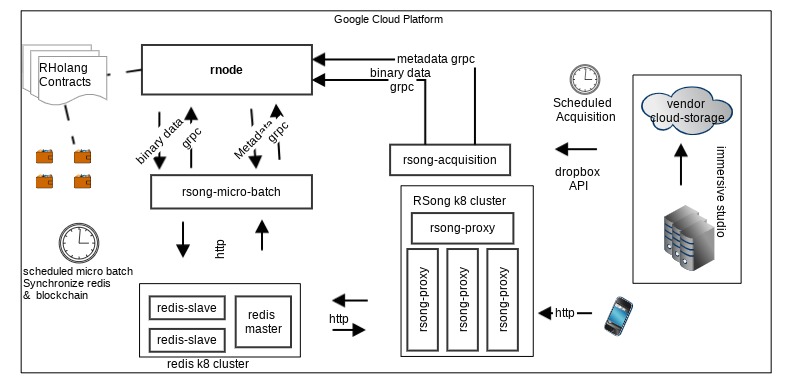 Google Cloud Platform
RHolang
Contracts
rnode
metadata grpc
binary data
grpc
Scheduled
Acquisition
vendor
cloud-storage
binary data
grpc
Metadata
grpc
rsong-acquisition
dropbox
API
immersive studio
rsong-micro-batch
RSong k8 cluster
rsong-proxy
http
scheduled micro batch
Synchronize redis
& blockchain
rsong-proxy
rsong-proxy
rsong-proxy
redis-slave
redis
master
redis-slave
http
http
redis k8 cluster